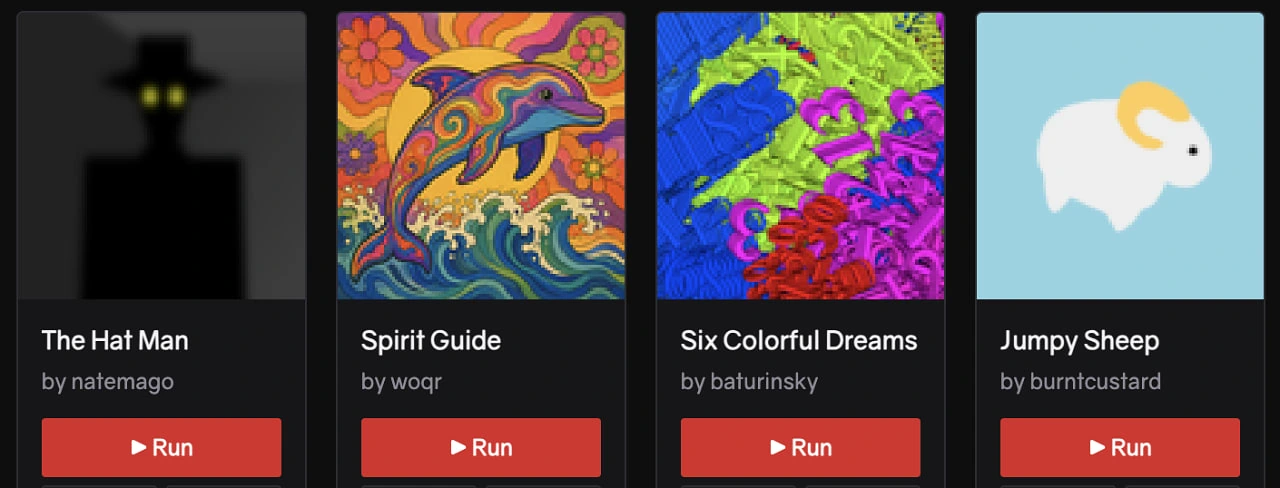 The Hat Man
by natemago
Run
Spirit Guide
by woqr
Run
Six Colorful Dreams
by baturinsky
Run
Jumpy Sheep
by burntcustard
Run